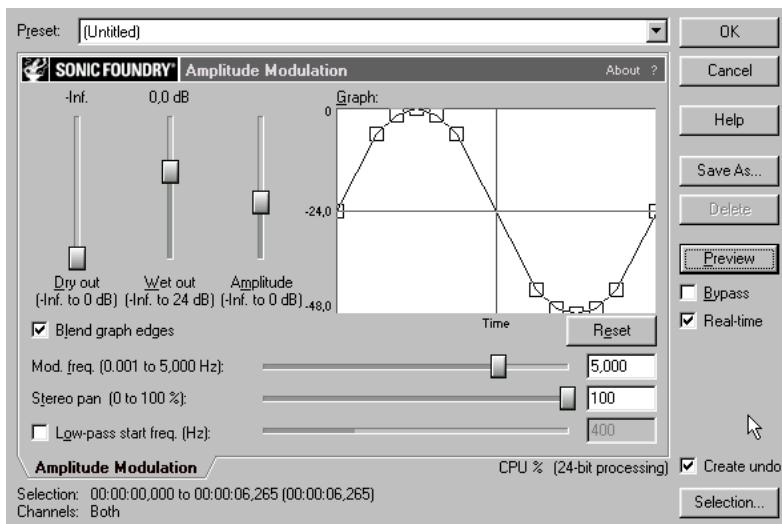 Preset: (Untitled)
OK
SONIC FOUNDRY® Amplitude Modulation About ?
Cancel
-Inf. 0,0 dB Graph:
0
Help
Save As...
-24,0
Delete
Preview
Dry out Wet out Amplitude
(-Inf. to 0 dB) (-Inf. to 24 dB) (-Inf. to 0 dB)
-48,0
Bypass
Blend graph edges
Time
Reset
Real-time
Mod. freq. (0.001 to 5,000 Hz): 5,000
Stereo pan (0 to 100 %): 100
Low-pass start freq. (Hz): 400
Amplitude Modulation
CPU % (24-bit processing)
Create undo
Selection: 00:00:00,000 to 00:00:06,265 (00:00:06,265)
Channels: Both
Selection...